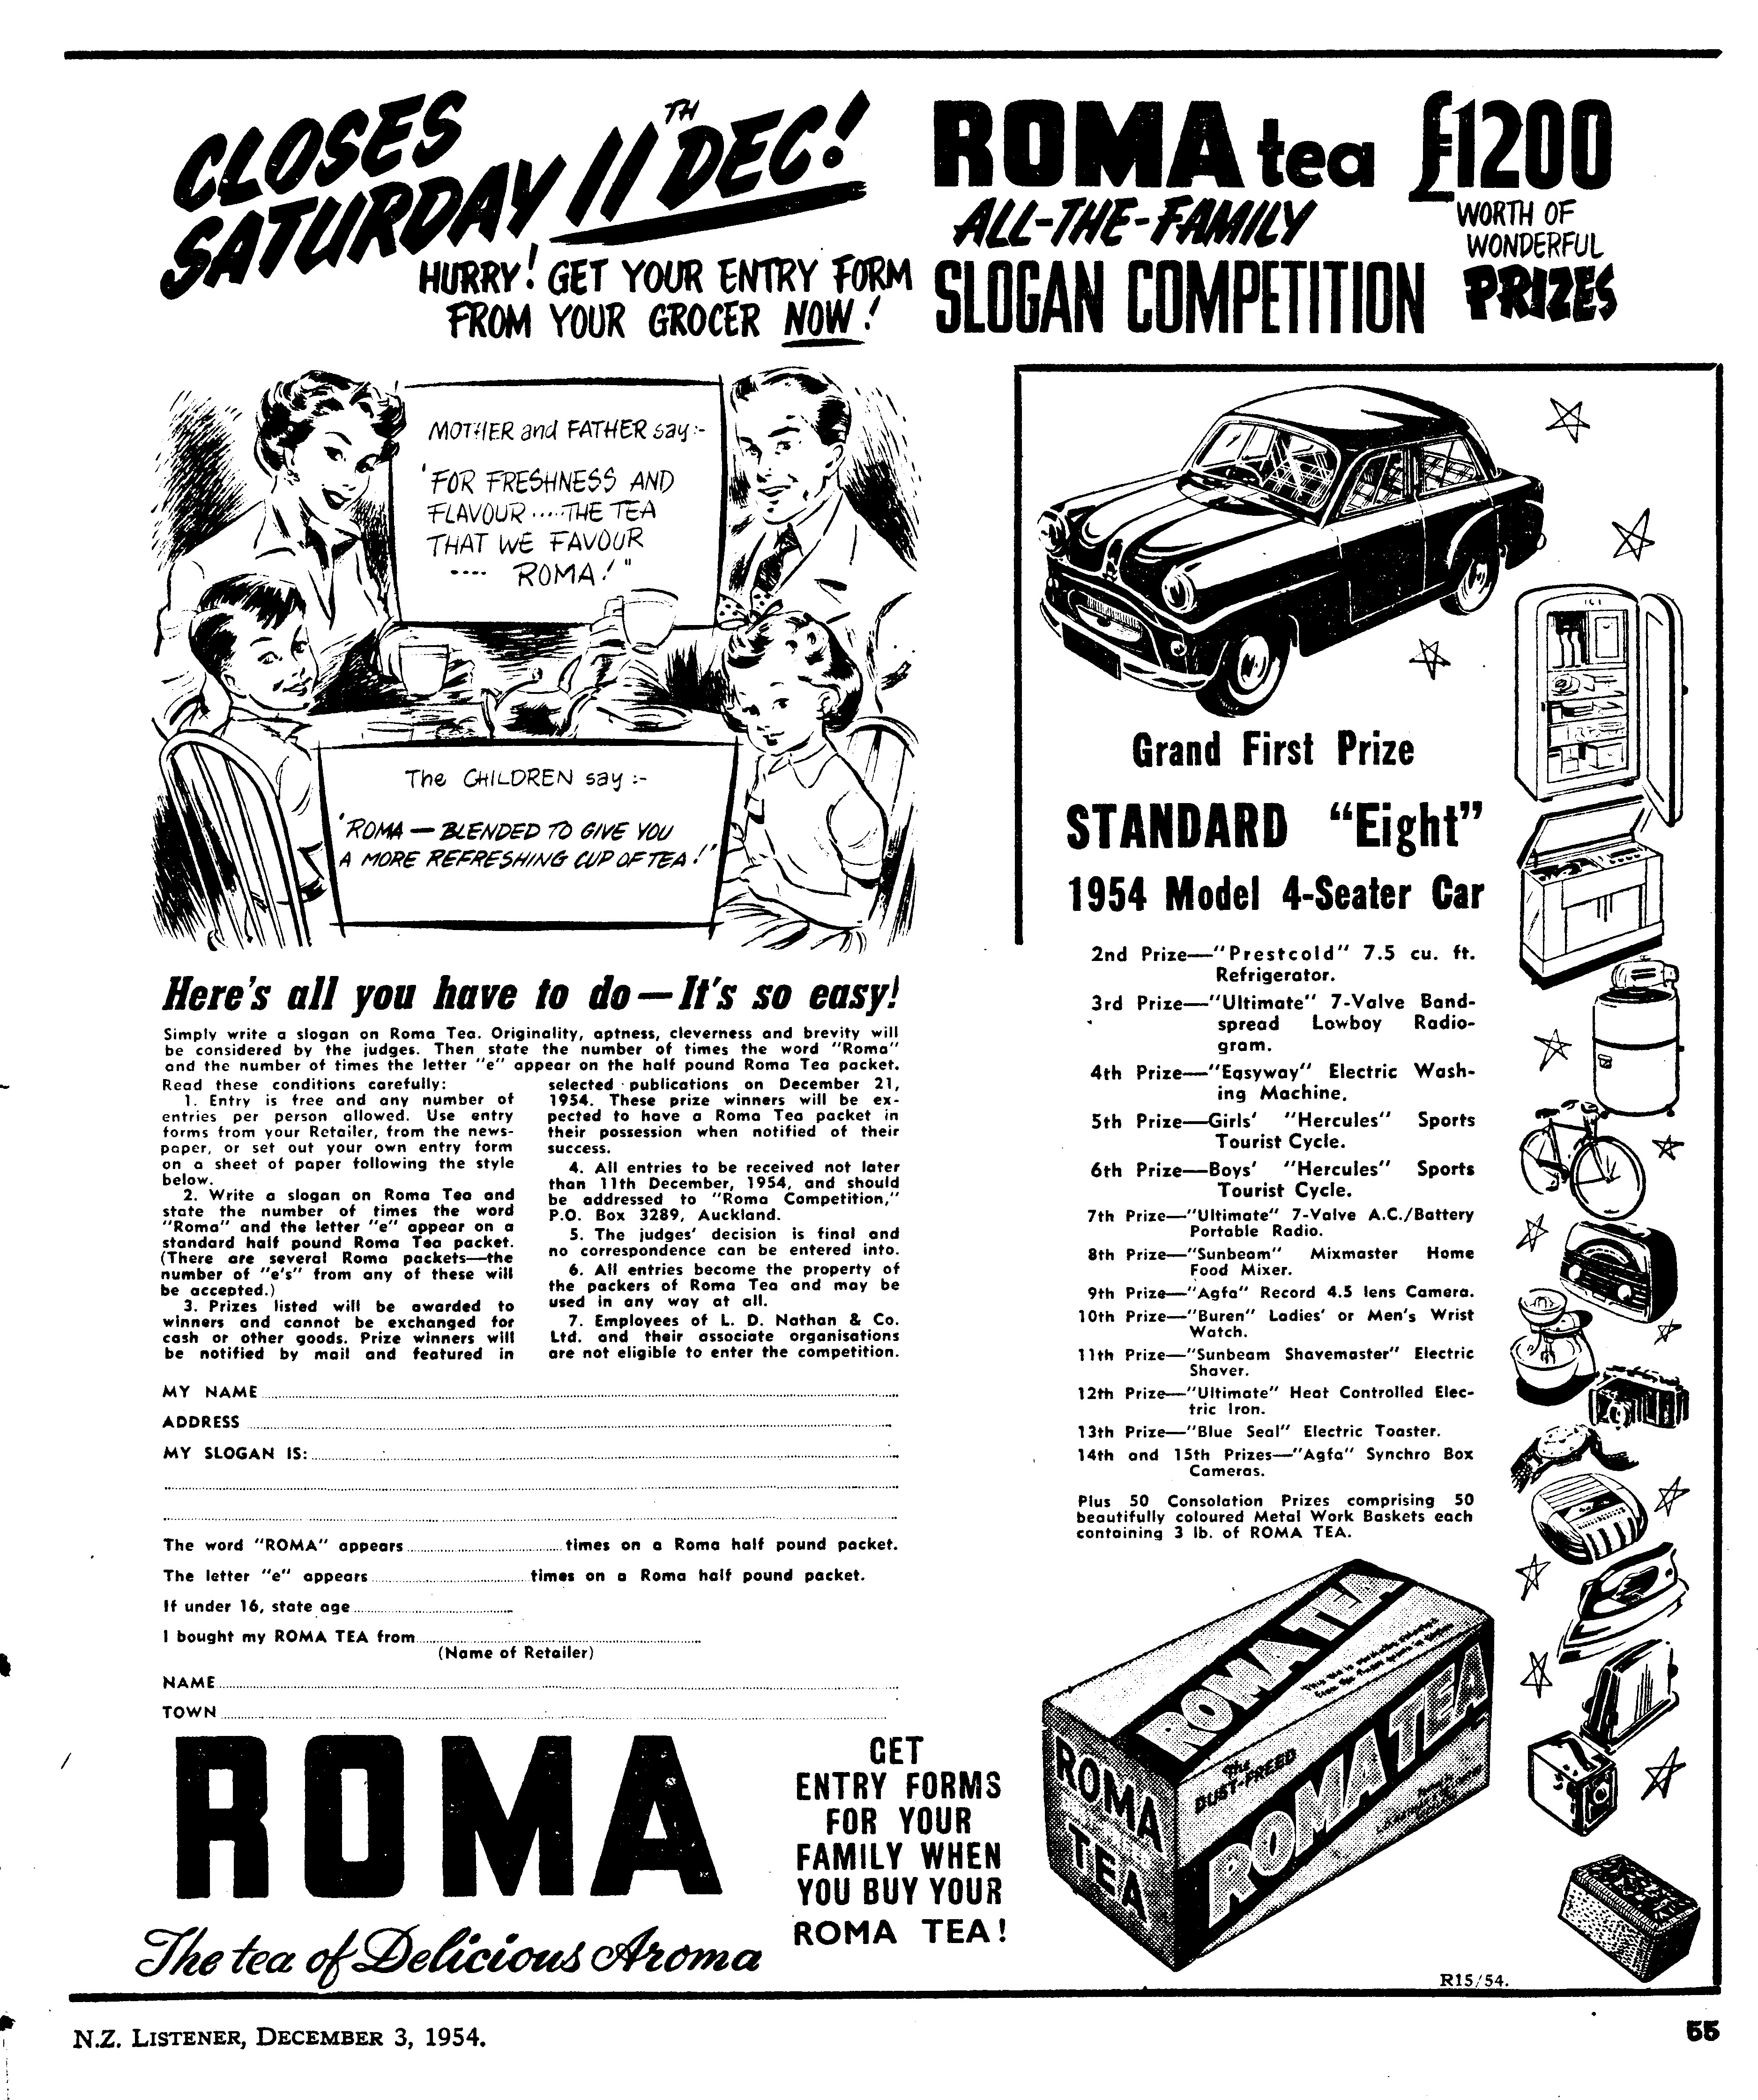 CLOSES
SATURDAY 11TH DEC!
HURRY! GET YOUR ENTRY FORM
FROM YOUR GROCER NOW!
ROMA tea £1200
ALL-THE-FAMILY
WORTH OF
WONDERFUL
SLOGAN COMPETITION
PRIZES
MOTHER and FATHER say:-
'FOR FRESHNESS AND
FLAVOUR ..... THE TEA
THAT WE FAVOUR
.... ROMA!"
The CHILDREN say :-
'ROMA — BLENDED TO GIVE YOU
A MORE REFRESHING CUP OF TEA!"
Here's all you have to do—It's so easy!
Simply write a slogan on Roma Tea. Originality, aptness, cleverness and brevity will
be considered by the judges. Then state the number of times the word "Roma"
and the number of times the letter "e" appear on the half pound Roma Tea packet.
Read these conditions carefully:
1. Entry is free and any number of
entries per person allowed. Use entry
forms from your Retailer, from the news-
paper, or set out your own entry form
on a sheet of paper following the style
below.
2. Write a slogan on Roma Tea and
state the number of times the word
"Roma" and the letter "e" appear on a
standard half pound Roma Tea packet.
(There are several Roma packets—the
number of "e's" from any of these will
be accepted.)
3. Prizes listed will be awarded to
winners and cannot be exchanged for
cash or other goods. Prize winners will
be notified by mail and featured in
selected publications on December 21,
1954. These prize winners will be ex-
pected to have a Roma Tea packet in
their possession when notified of their
success.
4. All entries to be received not later
than 11th December, 1954, and should
be addressed to "Roma Competition,"
P.O. Box 3289, Auckland.
5. The judges' decision is final and
no correspondence can be entered into.
6. All entries become the property of
the packers of Roma Tea and may be
used in any way at all.
7. Employees of L. D. Nathan & Co.
Ltd. and their associate organisations
are not eligible to enter the competition.
MY NAME
ADDRESS
MY SLOGAN IS:
The word "ROMA" appears times on a Roma half pound packet.
The letter "e" appears times on a Roma half pound packet.
If under 16, state age
I bought my ROMA TEA from
(Name of Retailer)
NAME
TOWN
ROMA
The tea of Delicious Aroma
GET
ENTRY FORMS
FOR YOUR
FAMILY WHEN
YOU BUY YOUR
ROMA TEA!
Grand First Prize
STANDARD "Eight"
1954 Model 4-Seater Car
2nd Prize—"Prestcold" 7.5 cu. ft.
Refrigerator.
3rd Prize—"Ultimate" 7-Valve Band-
spread Lowboy Radio-
gram.
4th Prize—"Easyway" Electric Wash-
ing Machine.
5th Prize—Girls' "Hercules" Sports
Tourist Cycle.
6th Prize—Boys' "Hercules" Sports
Tourist Cycle.
7th Prize—"Ultimate" 7-Valve A.C./Battery
Portable Radio.
8th Prize—"Sunbeam" Mixmaster Home
Food Mixer.
9th Prize—"Agfa" Record 4.5 lens Camera.
10th Prize—"Buren" Ladies' or Men's Wrist
Watch.
11th Prize—"Sunbeam Shavemaster" Electric
Shaver.
12th Prize—"Ultimate" Heat Controlled Elec-
tric Iron.
13th Prize—"Blue Seal" Electric Toaster.
14th and 15th Prizes—"Agfa" Synchro Box
Cameras.
Plus 50 Consolation Prizes comprising 50
beautifully coloured Metal Work Baskets each
containing 3 lb. of ROMA TEA.
ROMA TEA
The
DUST-FREED
ROMA TEA
ROMA
TEA
R15/54.
N.Z. LISTENER, DECEMBER 3, 1954.
55